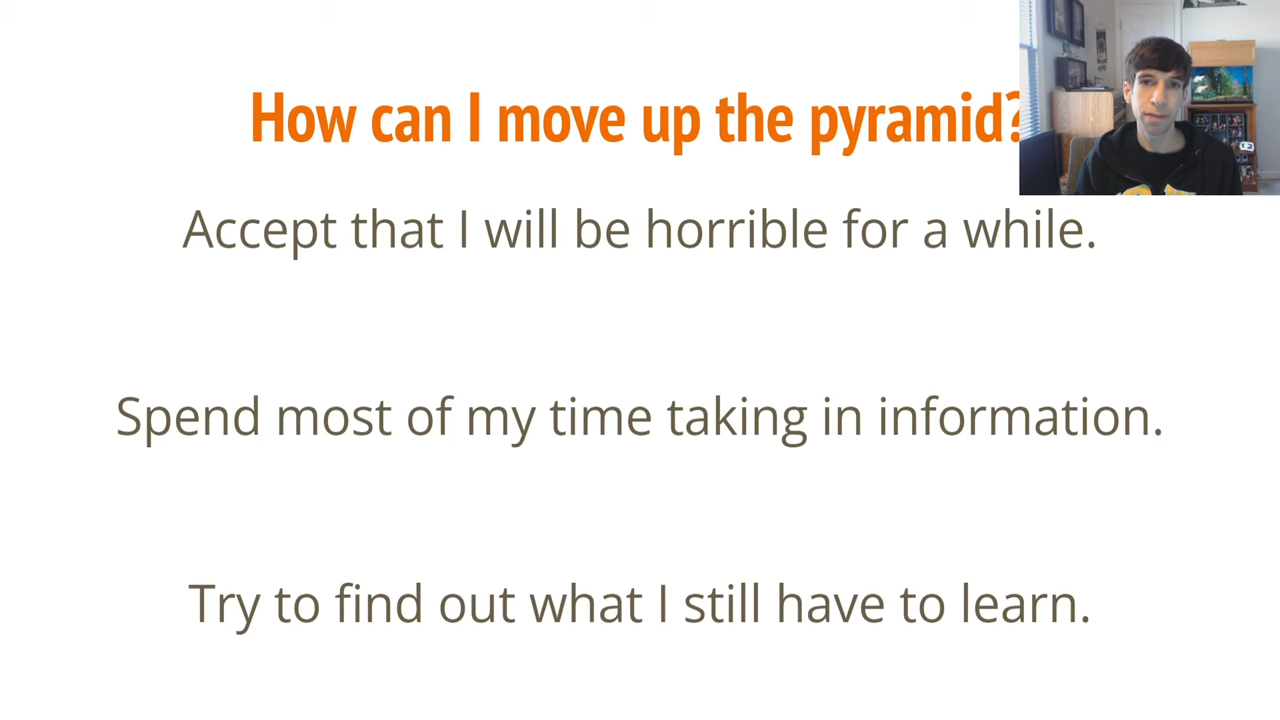 How can I move up the pyramid?
Accept that I will be horrible for a while.
Spend most of my time taking in information.
Try to find out what I still have to learn.